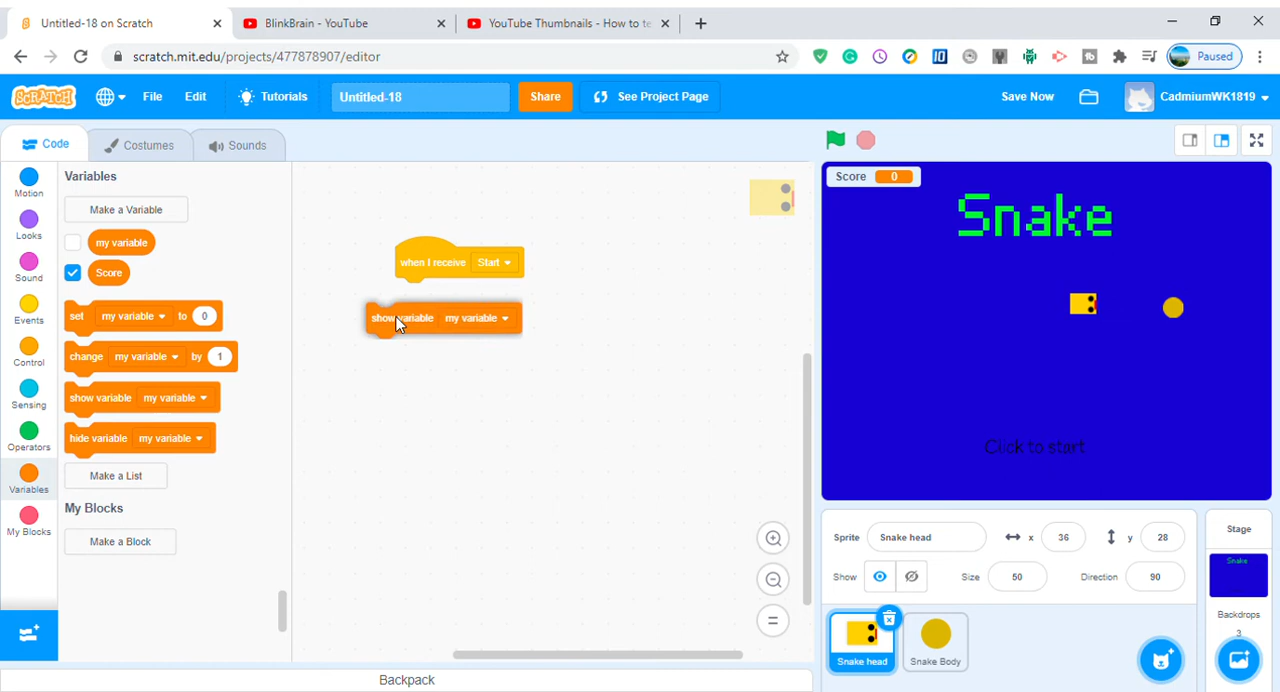 Untitled-18 on Scratch
BlinkBrain - YouTube
YouTube Thumbnails - How to te
scratch.mit.edu/projects/477878907/editor
Paused
SCRATCH
File
Edit
Tutorials
Untitled-18
Share
See Project Page
Save Now
CadmiumWK1819
Code
Costumes
Sounds
Motion
Looks
Sound
Events
Control
Sensing
Operators
Variables
My Blocks
Variables
Make a Variable
my variable
Score
set my variable to 0
change my variable by 1
show variable my variable
hide variable my variable
Make a List
My Blocks
Make a Block
when I receive Start
show variable my variable
Score 0
Snake
Click to start
Sprite Snake head x 36 y 28
Show Size 50 Direction 90
Snake head
Snake Body
Stage
Snake
Backdrops
3
Backpack